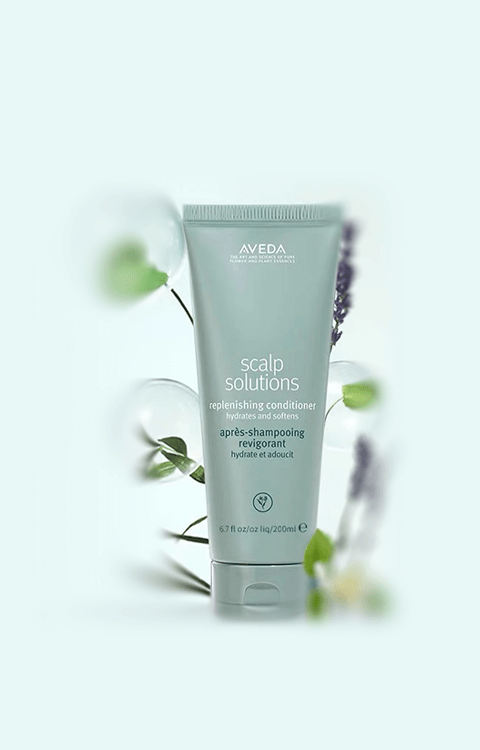 AVEDA
THE ART AND SCIENCE OF PURE
FLOWER AND PLANT ESSENCES
scalp
solutions
replenishing conditioner
hydrates and softens
après-shampooing
revigorant
hydrate et adoucit
6.7 fl oz/oz liq/200ml ℮